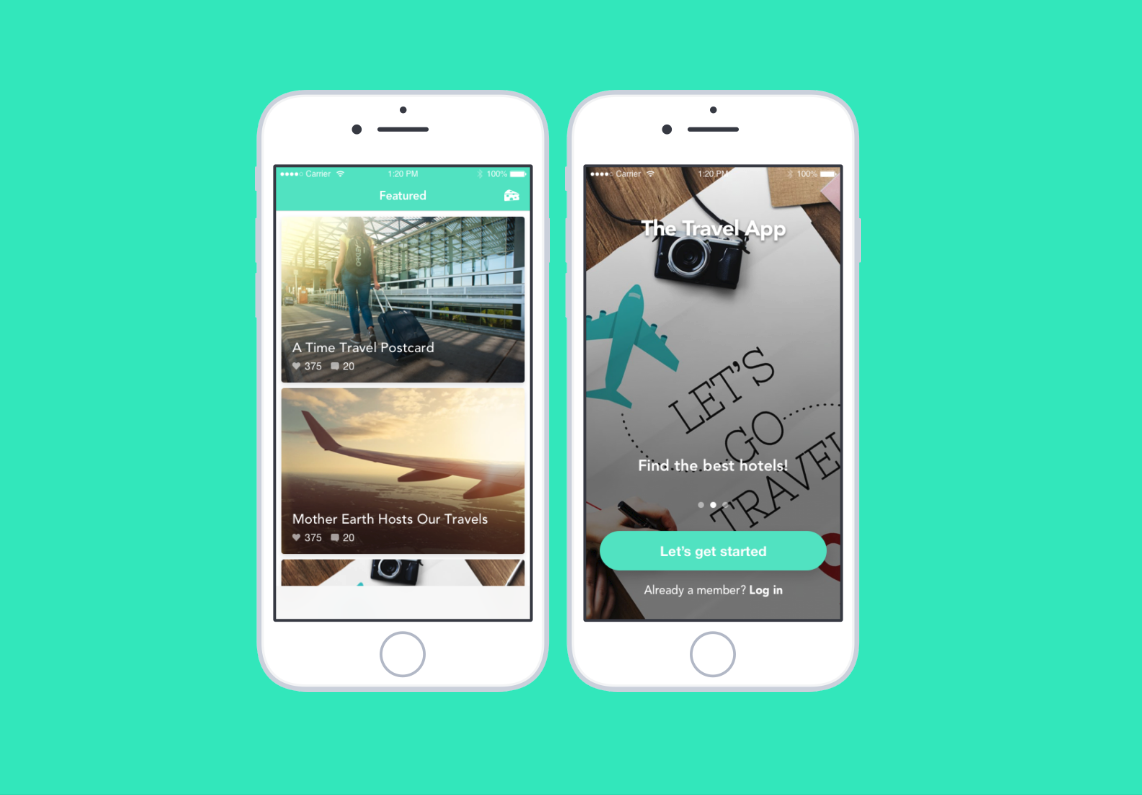 Carrier 1:20 PM 100%
Featured
A Time Travel Postcard
375 20
Mother Earth Hosts Our Travels
375 20
Carrier 1:20 PM 100%
The Travel App
LET'S
GO
TRAVEL
Find the best hotels!
Let's get started
Already a member? Log in